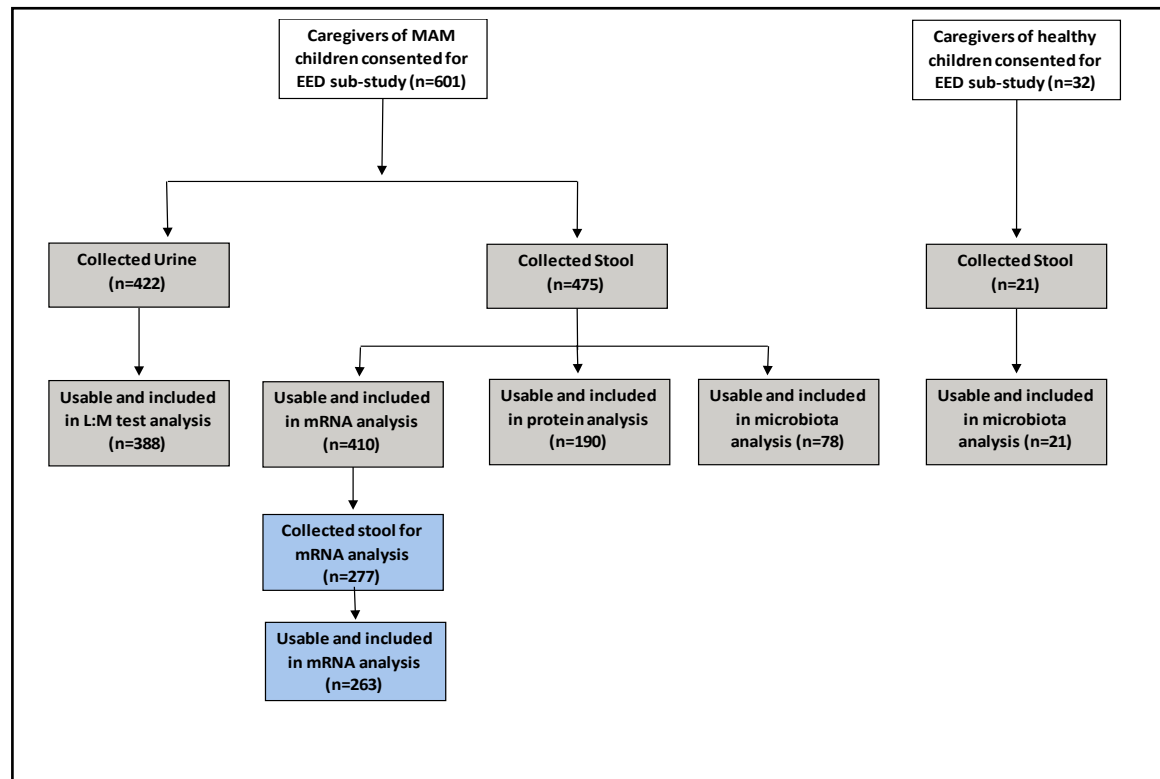 Caregivers of MAM
children consented for
EED sub-study (n=601)
Caregivers of healthy
children consented for
EED sub-study (n=32)
Collected Urine
(n=422)
Collected Stool
(n=475)
Collected Stool
(n=21)
Usable and included
in L:M test analysis
(n=388)
Usable and included
in mRNA analysis
(n=410)
Usable and included
in protein analysis
(n=190)
Usable and included
in microbiota
analysis (n=78)
Usable and included
in microbiota
analysis (n=21)
Collected stool for
mRNA analysis
(n=277)
Usable and included
in mRNA analysis
(n=263)